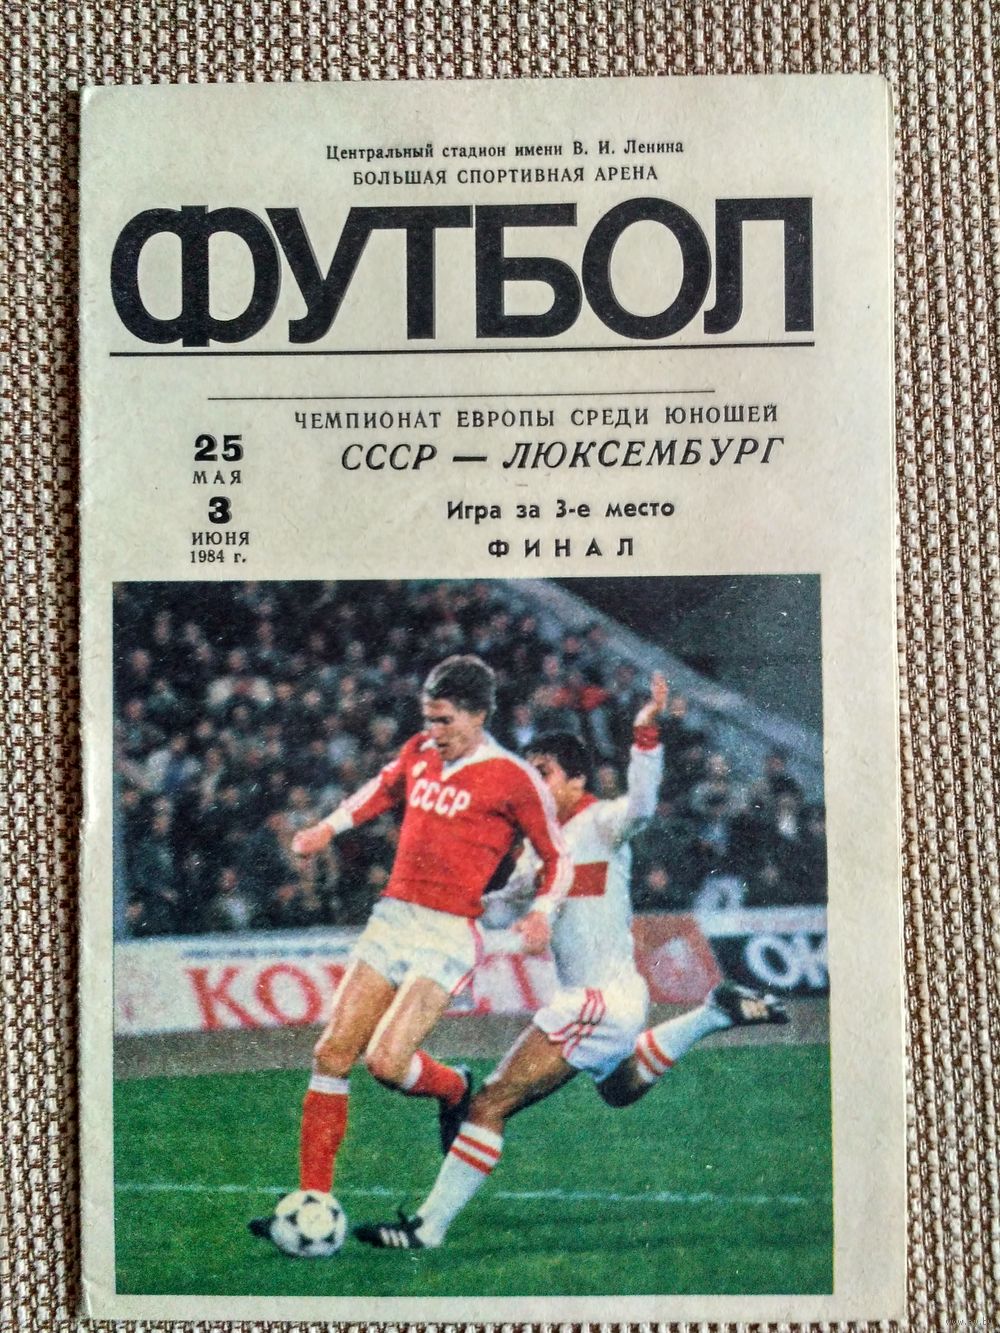 Центральный стадион имени В. И. Ленина
БОЛЬШАЯ СПОРТИВНАЯ АРЕНА
ФУТБОЛ
ЧЕМПИОНАТ ЕВРОПЫ СРЕДИ ЮНОШЕЙ
25
МАЯ
СССР — ЛЮКСЕМБУРГ
3
ИЮНЯ
1984 г.
Игра за 3-е место
ФИНАЛ
СССР